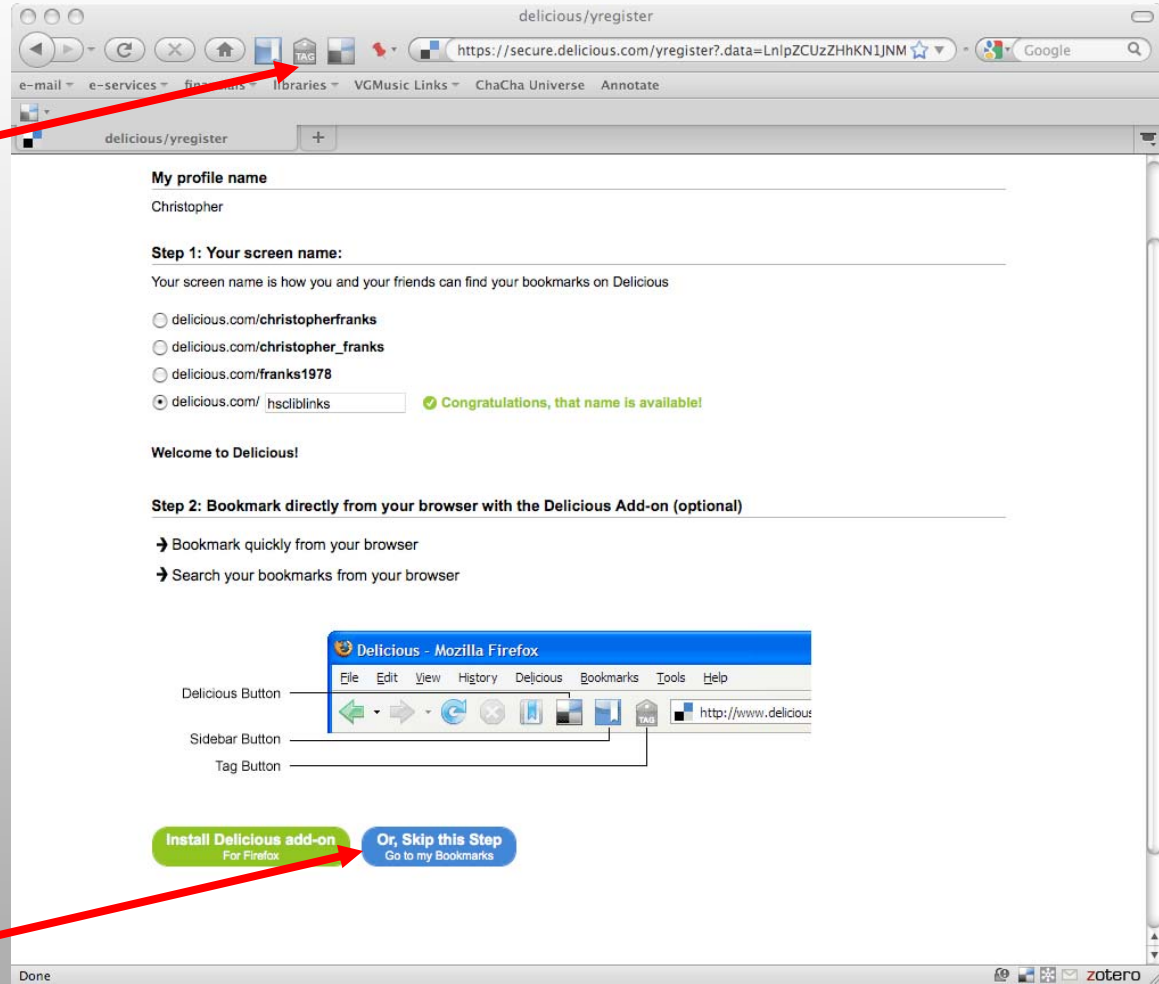 delicious/yregister
TAG
https://secure.delicious.com/yregister?.data=LnlpZCUzZHhKN1JNM
Google
e-mail e-services financials libraries VGMusic Links ChaCha Universe Annotate
delicious/yregister +
My profile name
Christopher
Step 1: Your screen name:
Your screen name is how you and your friends can find your bookmarks on Delicious
delicious.com/christopherfranks
delicious.com/christopher_franks
delicious.com/franks1978
delicious.com/ hscliblinks Congratulations, that name is available!
Welcome to Delicious!
Step 2: Bookmark directly from your browser with the Delicious Add-on (optional)
Bookmark quickly from your browser
Search your bookmarks from your browser
Delicious - Mozilla Firefox
File Edit View History Delicious Bookmarks Tools Help
Delicious Button
TAG
http://www.delicious
Sidebar Button
Tag Button
Install Delicious add-on
For Firefox
Or, Skip this Step
Go to my Bookmarks
Done
zotero